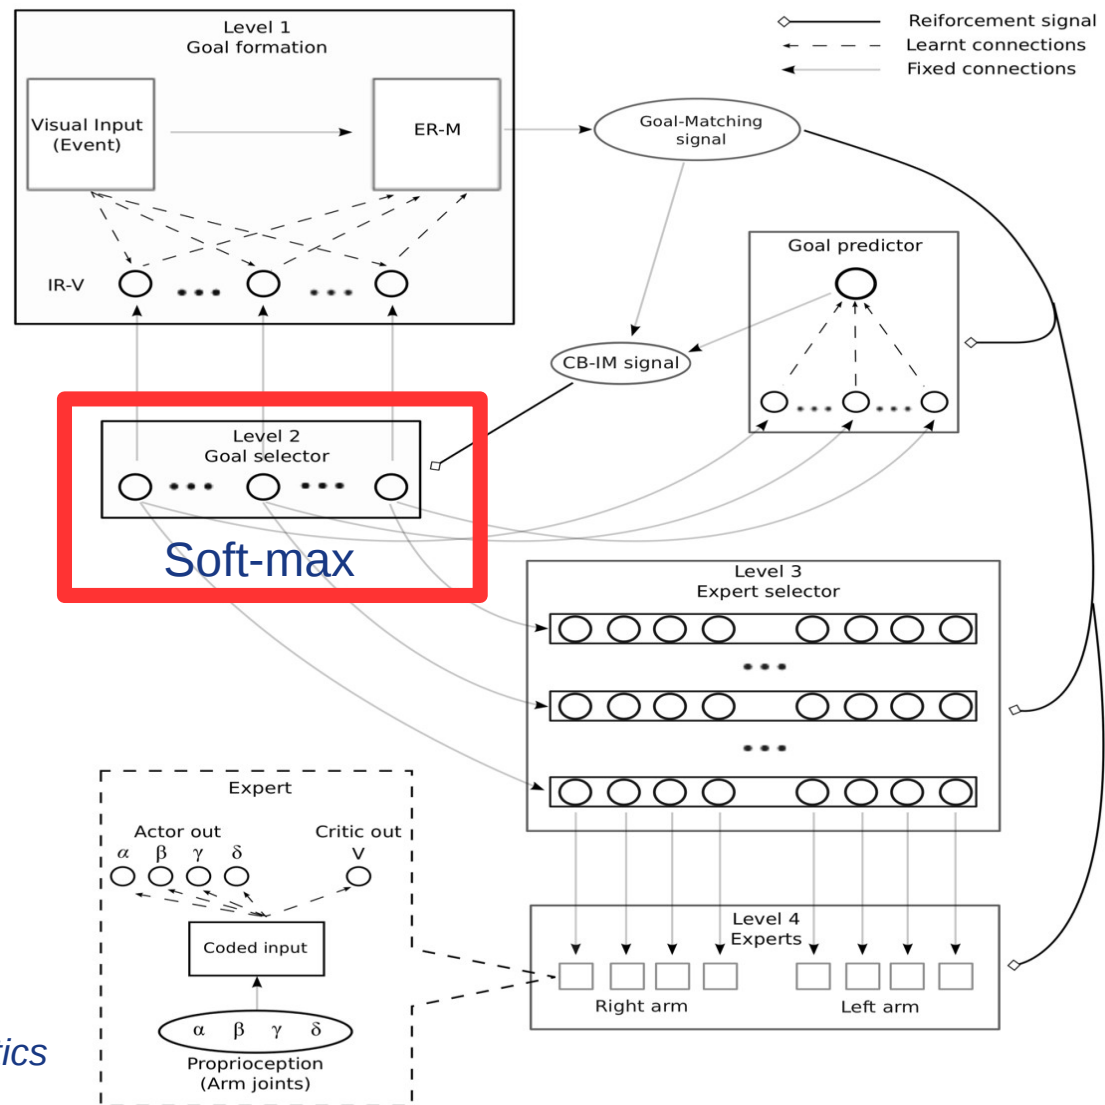 Level 1
Goal formation
Reiforcement signal
Learnt connections
Fixed connections
Visual Input
(Event)
ER-M
Goal-Matching
signal
IR-V
Goal predictor
CB-IM signal
Level 2
Goal selector
Soft-max
Level 3
Expert selector
Expert
Actor out
Critic out
α β γ δ
V
Coded input
α β γ δ
Proprioception
(Arm joints)
Level 4
Experts
Right arm
Left arm
tics